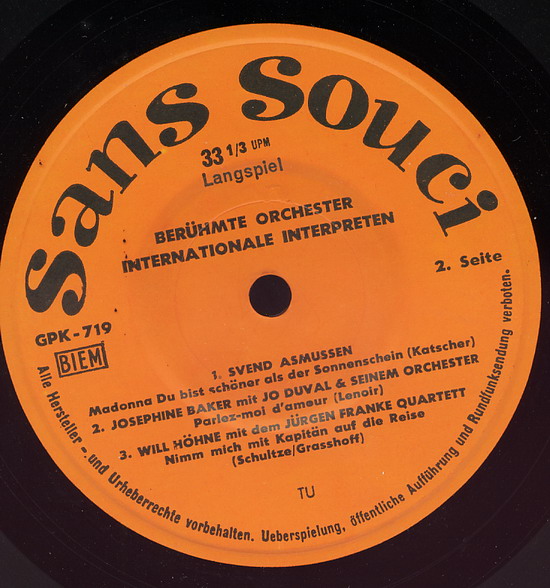 Sans Souci
33 1/3 UPM
Langspiel
BERÜHMTE ORCHESTER
INTERNATIONALE INTERPRETEN
2. Seite
GPK-719
BIEM
1. SVEND ASMUSSEN
Madonna Du bist schöner als der Sonnenschein (Katscher)
2. JOSEPHINE BAKER mit JO DUVAL & SEINEM ORCHESTER
Parlez-moi d'ameur (Lenoir)
3. WILL HÖHNE mit dem JÜRGEN FRANKE QUARTETT
Nimm mich mit Kapitän auf die Reise
(Schultze/Grasshoff)
TU
Alle Hersteller- und Urheberrechte vorbehalten. Ueberspielung, öffentliche Aufführung und Rundfunksendung verboten.